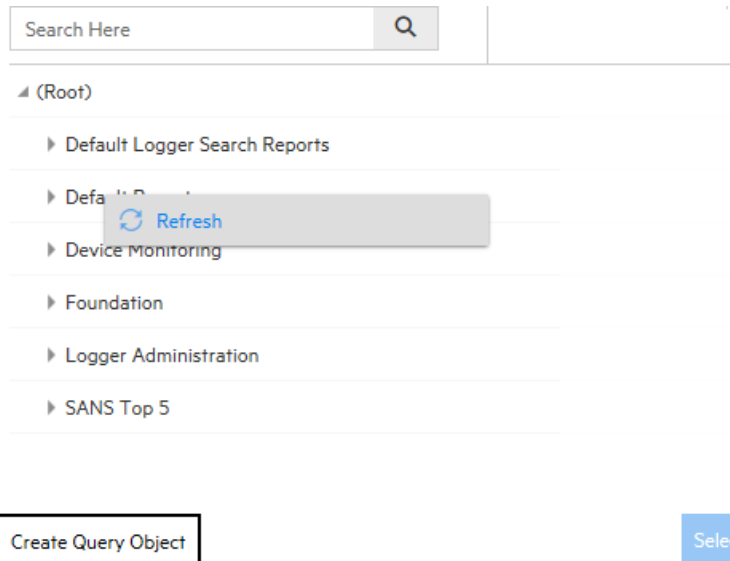 Search Here
(Root)
Default Logger Search Reports
Refresh
Device Monitoring
Foundation
Logger Administration
SANS Top 5
Create Query Object